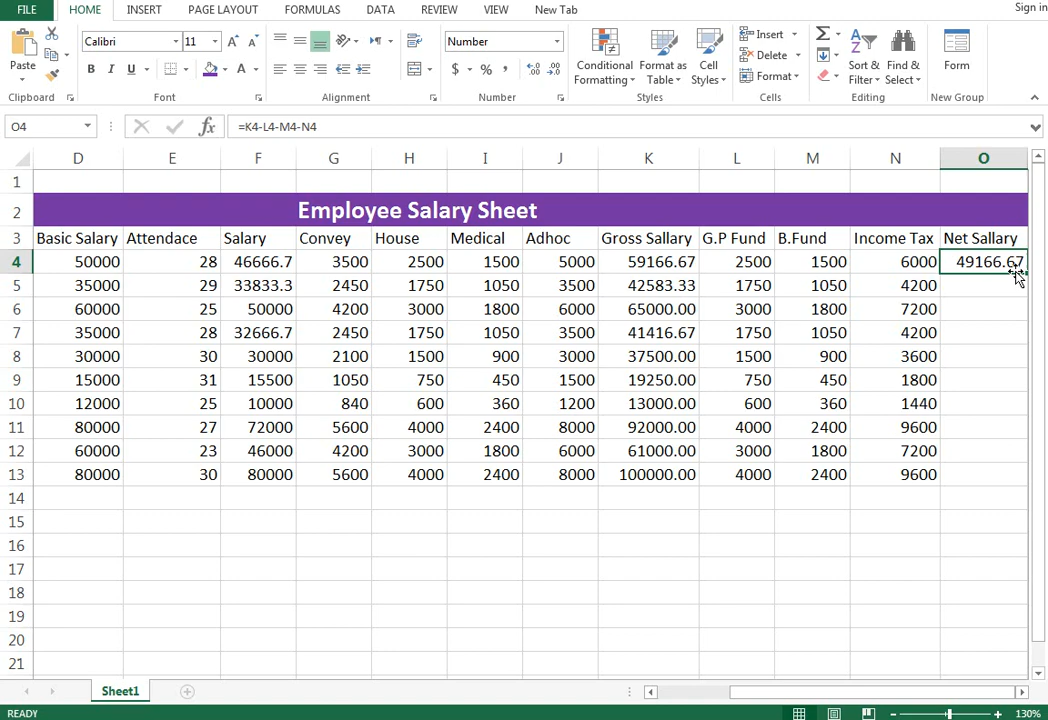 FILE HOME INSERT PAGE LAYOUT FORMULAS DATA REVIEW VIEW New Tab Sign in
Calibri 11 Number Insert Σ
Paste B I U A $ % , Conditional Format as Cell Delete Sort & Find & Form
Formatting Table Styles Format Filter Select
Clipboard Font Alignment Number Styles Cells Editing New Group
O4 fx =K4-L4-M4-N4
D E F G H I J K L M N O
1
2 Employee Salary Sheet
3 Basic Salary Attendace Salary Convey House Medical Adhoc Gross Sallary G.P Fund B.Fund Income Tax Net Sallary
4 50000 28 46666.7 3500 2500 1500 5000 59166.67 2500 1500 6000 49166.67
5 35000 29 33833.3 2450 1750 1050 3500 42583.33 1750 1050 4200
6 60000 25 50000 4200 3000 1800 6000 65000.00 3000 1800 7200
7 35000 28 32666.7 2450 1750 1050 3500 41416.67 1750 1050 4200
8 30000 30 30000 2100 1500 900 3000 37500.00 1500 900 3600
9 15000 31 15500 1050 750 450 1500 19250.00 750 450 1800
10 12000 25 10000 840 600 360 1200 13000.00 600 360 1440
11 80000 27 72000 5600 4000 2400 8000 92000.00 4000 2400 9600
12 60000 23 46000 4200 3000 1800 6000 61000.00 3000 1800 7200
13 80000 30 80000 5600 4000 2400 8000 100000.00 4000 2400 9600
14
15
16
17
18
19
20
21
Sheet1
READY 130%